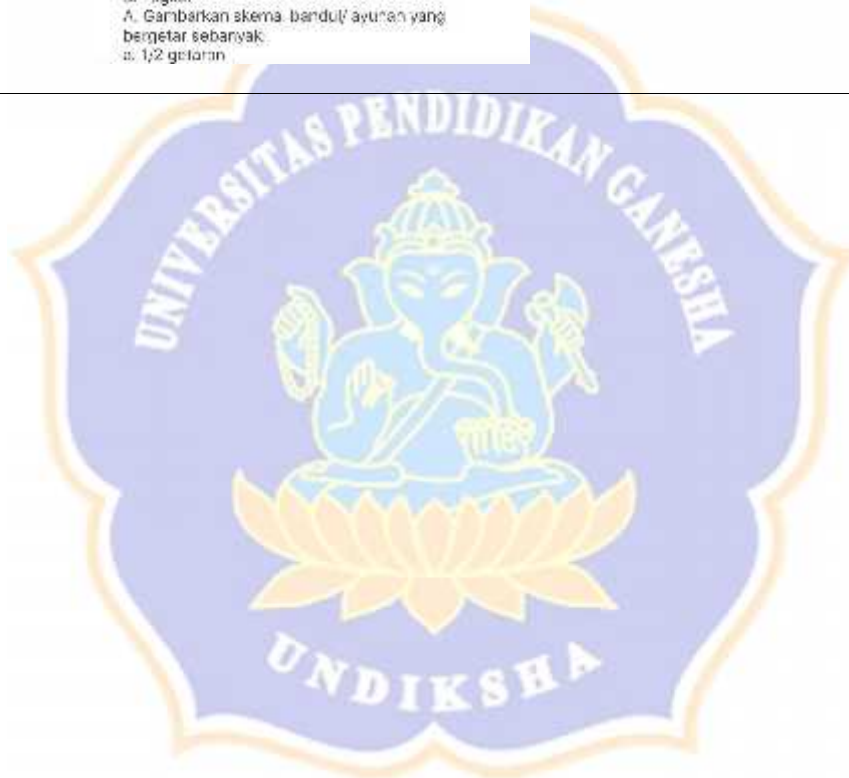 A. Gambarkan skema bandul/ ayunan yang
bergetar sebanyak
a. 1/2 getaran
UNIVERSITAS PENDIDIKAN GANESHA
UNDIKSHA